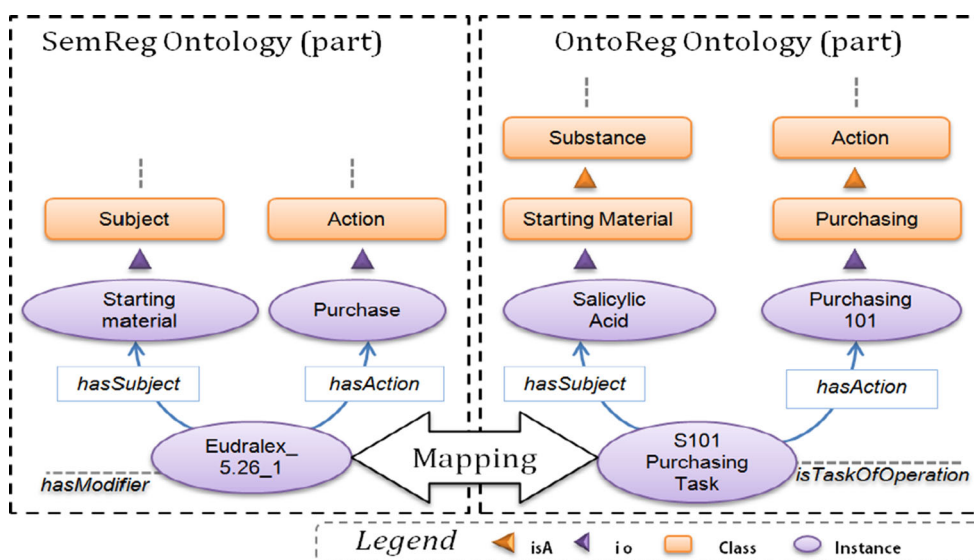 SemReg Ontology (part)
OntoReg Ontology (part)
Substance
Action
Subject
Action
Starting Material
Purchasing
Starting
material
Purchase
Salicylic
Acid
Purchasing
101
hasSubject
hasAction
hasSubject
hasAction
Eudralex_
5.26_1
Mapping
S101
Purchasing
Task
hasModifier
isTaskOfOperation
Legend
isA
io
Class
Instance